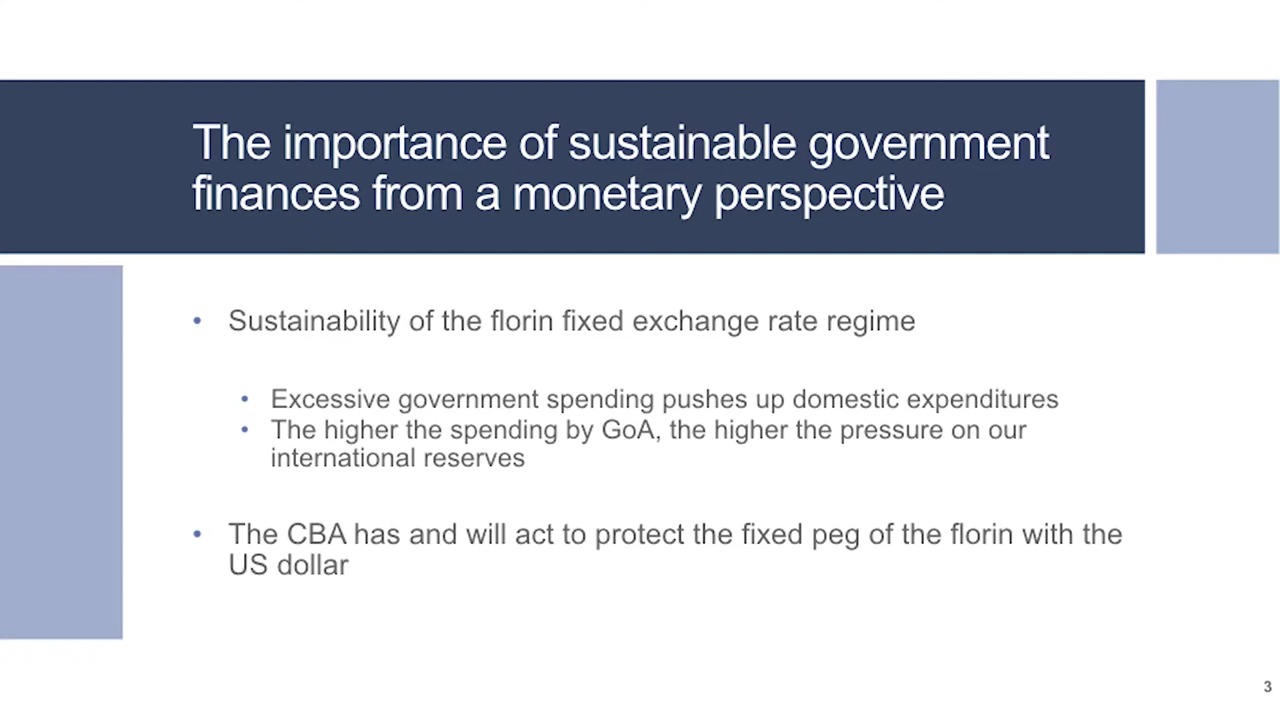 The importance of sustainable government
finances from a monetary perspective
• Sustainability of the florin fixed exchange rate regime
• Excessive government spending pushes up domestic expenditures
• The higher the spending by GoA, the higher the pressure on our
international reserves
• The CBA has and will act to protect the fixed peg of the florin with the
US dollar
3